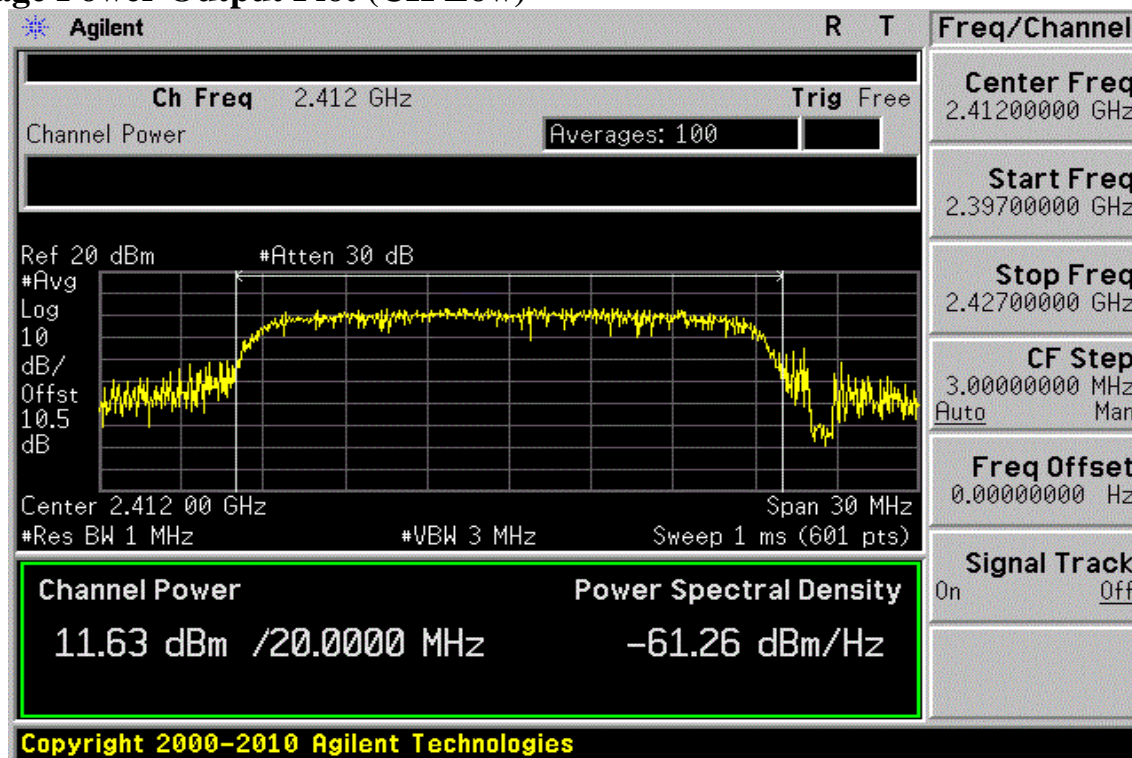 Power Output Plot (CH Low)
Agilent R T
Ch Freq 2.412 GHz Trig Free
Channel Power Averages: 100
Ref 20 dBm #Atten 30 dB
#Avg
Log
10
dB/
Offst
10.5
dB
Center 2.412 00 GHz Span 30 MHz
#Res BW 1 MHz #VBW 3 MHz Sweep 1 ms (601 pts)
Channel Power Power Spectral Density
11.63 dBm /20.0000 MHz -61.26 dBm/Hz
Copyright 2000-2010 Agilent Technologies
Freq/Channel
Center Freq
2.41200000 GHz
Start Freq
2.39700000 GHz
Stop Freq
2.42700000 GHz
CF Step
3.00000000 MHz
Auto Man
Freq Offset
0.00000000 Hz
Signal Track
On Off